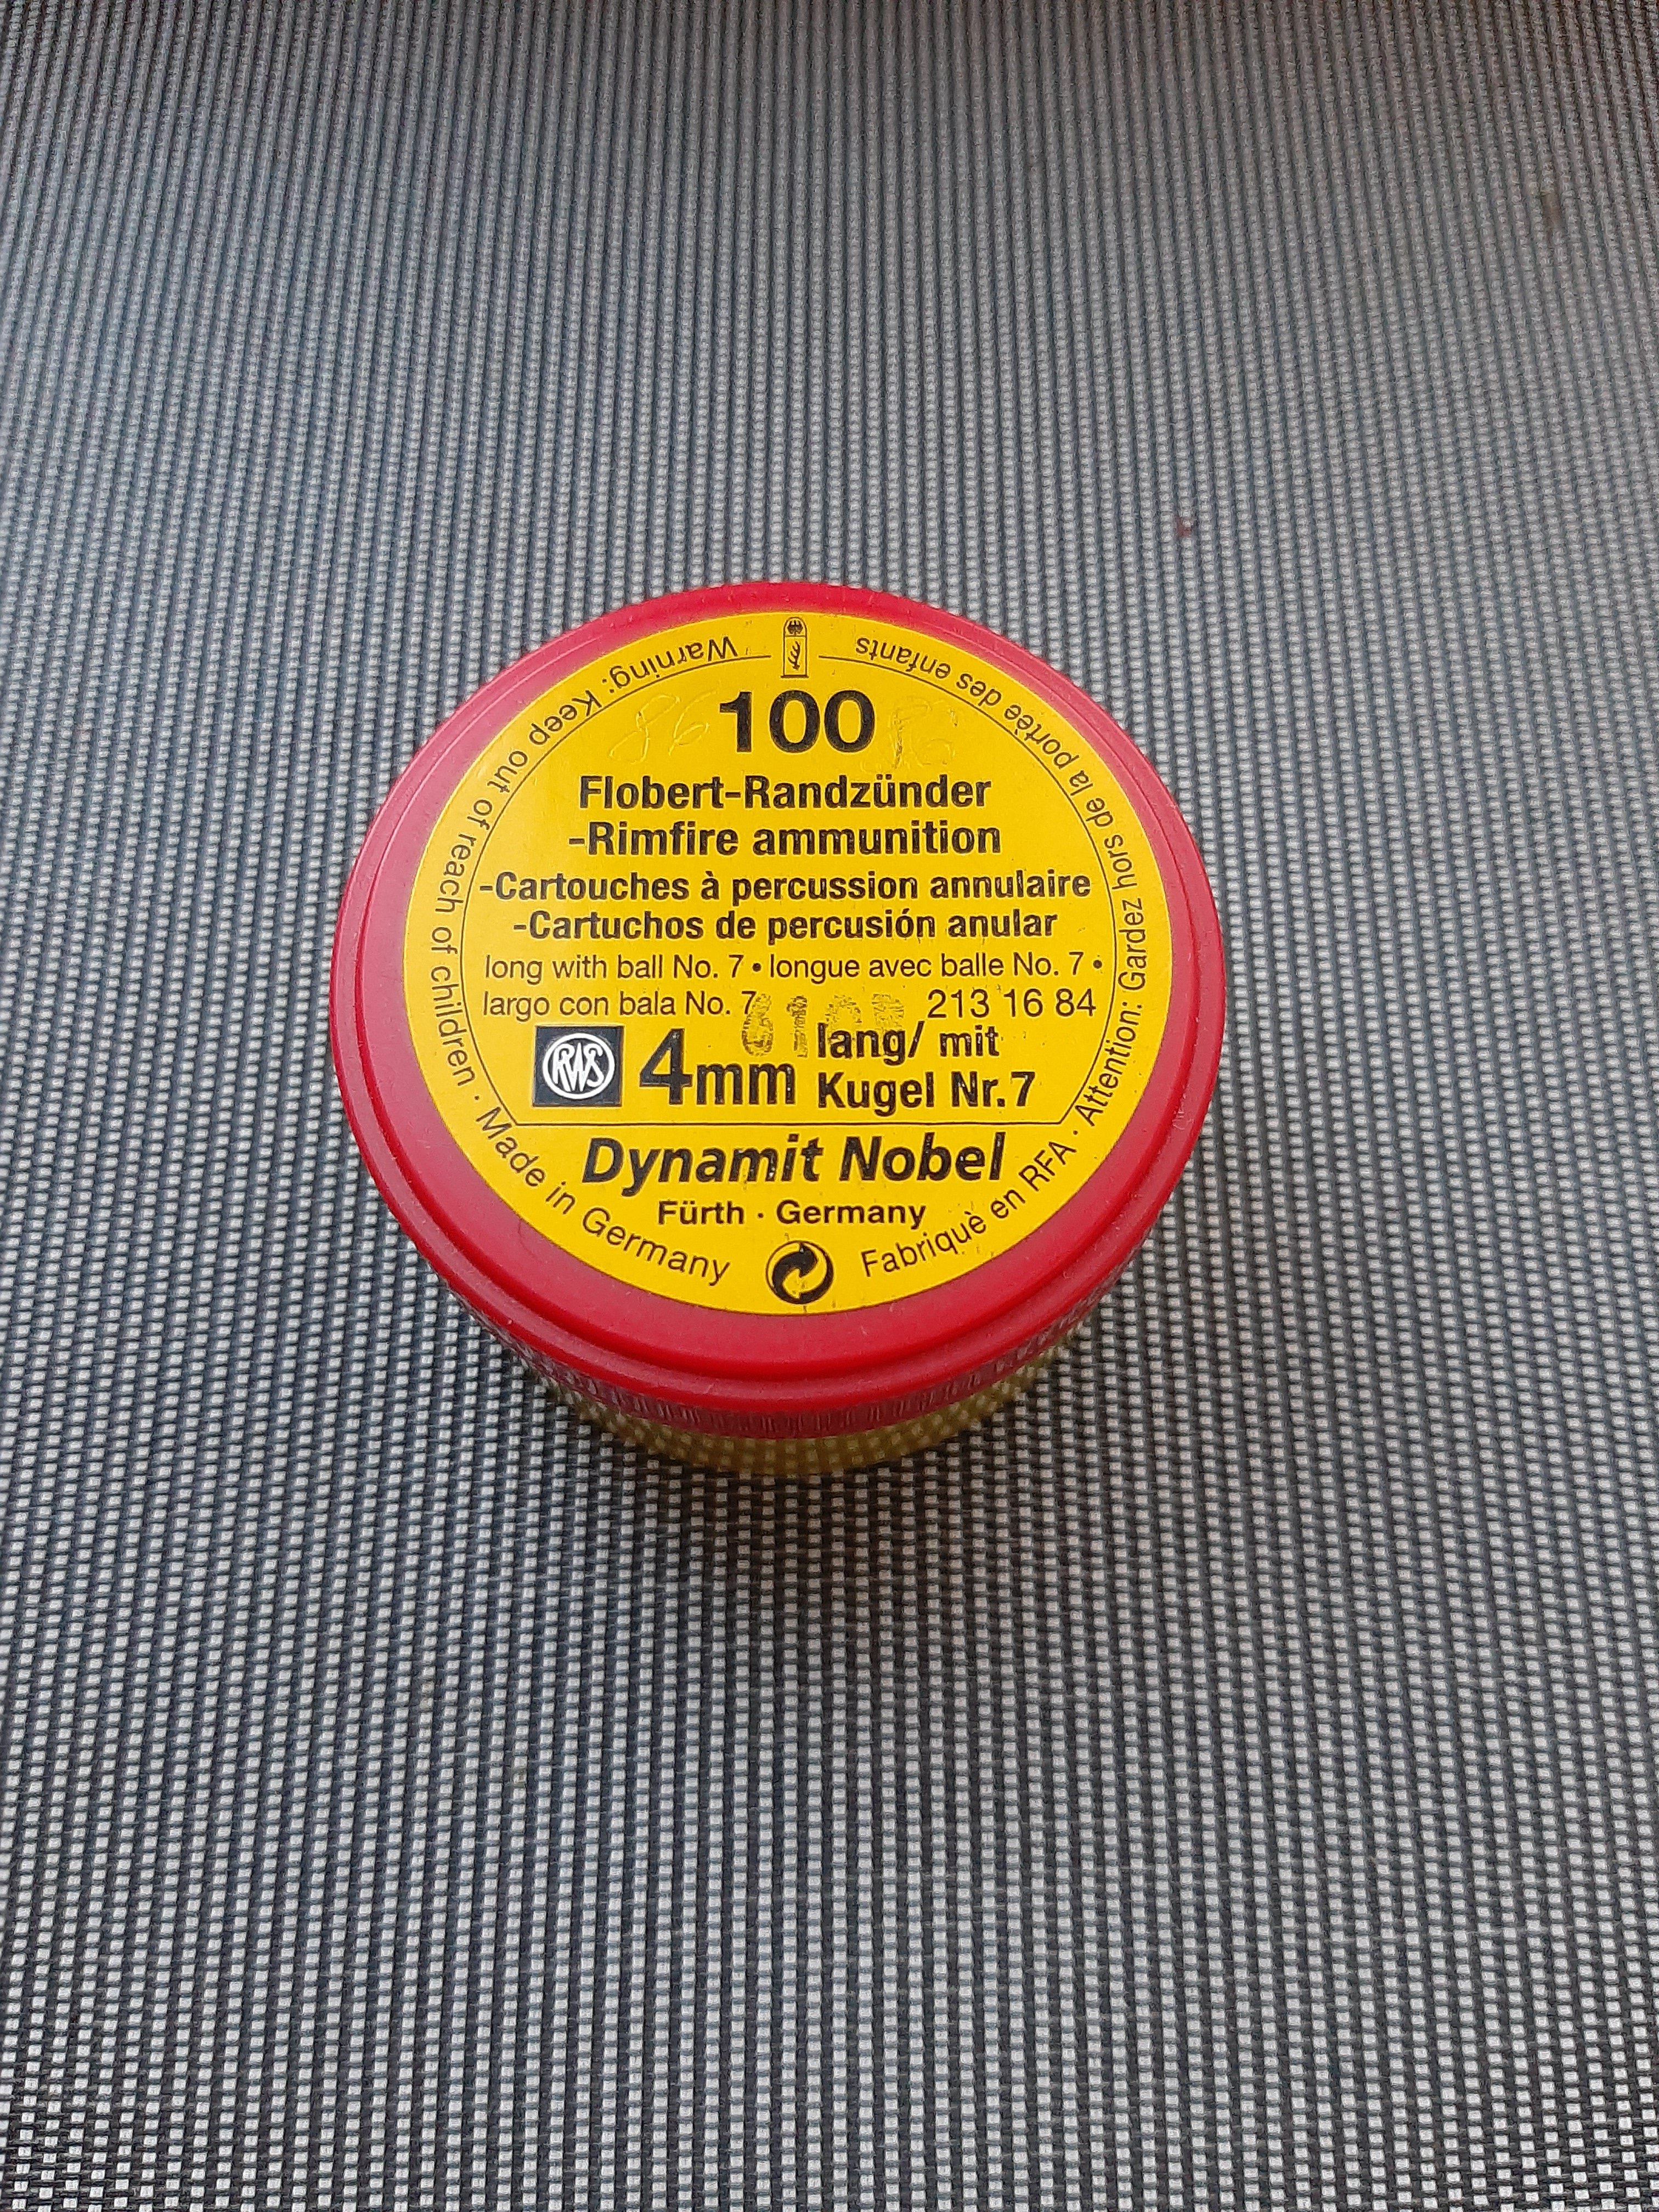 100
Flobert-Randzünder
-Rimfire ammunition
-Cartouches à percussion annulaire
-Cartuchos de percusión anular
long with ball No. 7 • longue avec balle No. 7 •
largo con bala No. 7 213 16 84
RWS 4mm lang/ mit
Kugel Nr. 7
Dynamit Nobel
Fürth · Germany
Warning: Keep out of reach of children · Made in Germany
Fabriquè en RFA · Attention: Gardez hors de la portèe des enfants